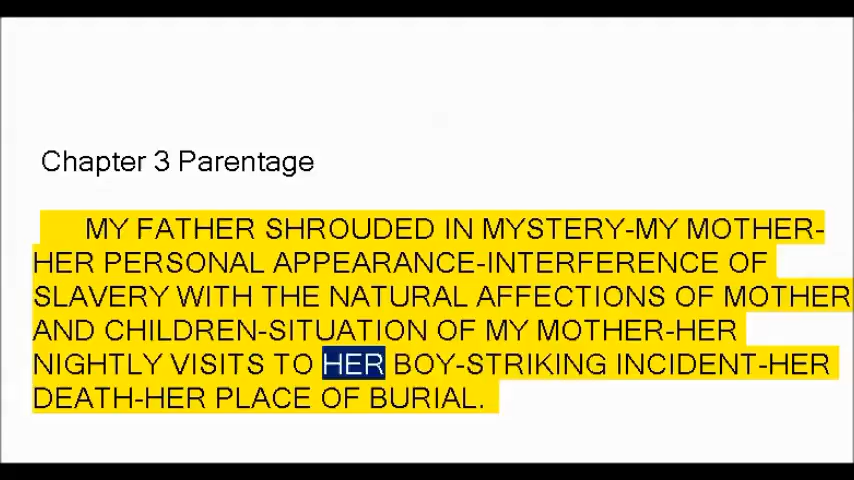 Chapter 3 Parentage
MY FATHER SHROUDED IN MYSTERY-MY MOTHER-
HER PERSONAL APPEARANCE-INTERFERENCE OF
SLAVERY WITH THE NATURAL AFFECTIONS OF MOTHER
AND CHILDREN-SITUATION OF MY MOTHER-HER
NIGHTLY VISITS TO HER BOY-STRIKING INCIDENT-HER
DEATH-HER PLACE OF BURIAL.